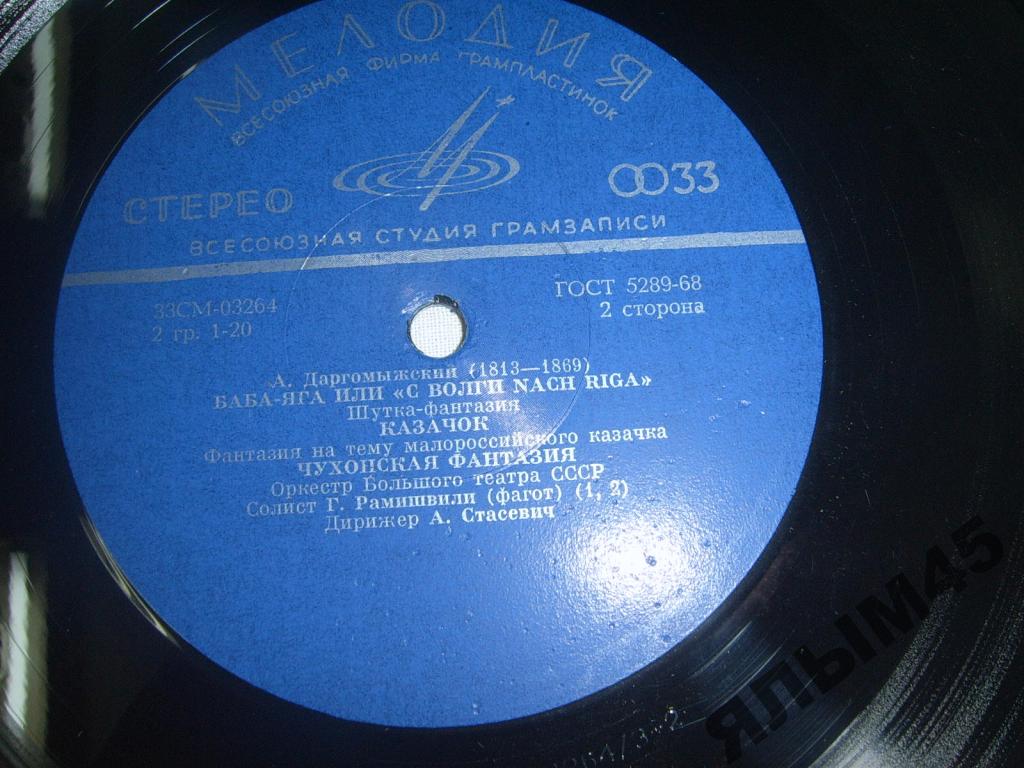 МЕЛОДИЯ
ВСЕСОЮЗНАЯ ФИРМА ГРАМПЛАСТИНОК
СТЕРЕО
33
ВСЕСОЮЗНАЯ СТУДИЯ ГРАМЗАПИСИ
33СМ-03264
ГОСТ 5289-68
2 гр. 1-20
2 сторона
А. Даргомыжский (1813—1869)
БАБА-ЯГА ИЛИ «С ВОЛГИ NACH RIGA»
Шутка-фантазия
КАЗАЧОК
Фантазия на тему малороссийского казачка
ЧУХОНСКАЯ ФАНТАЗИЯ
Оркестр Большого театра СССР
Солист Г. Рамишвили (фагот) (1, 2)
Дирижер А. Стасевич
ЯЛЫМ45